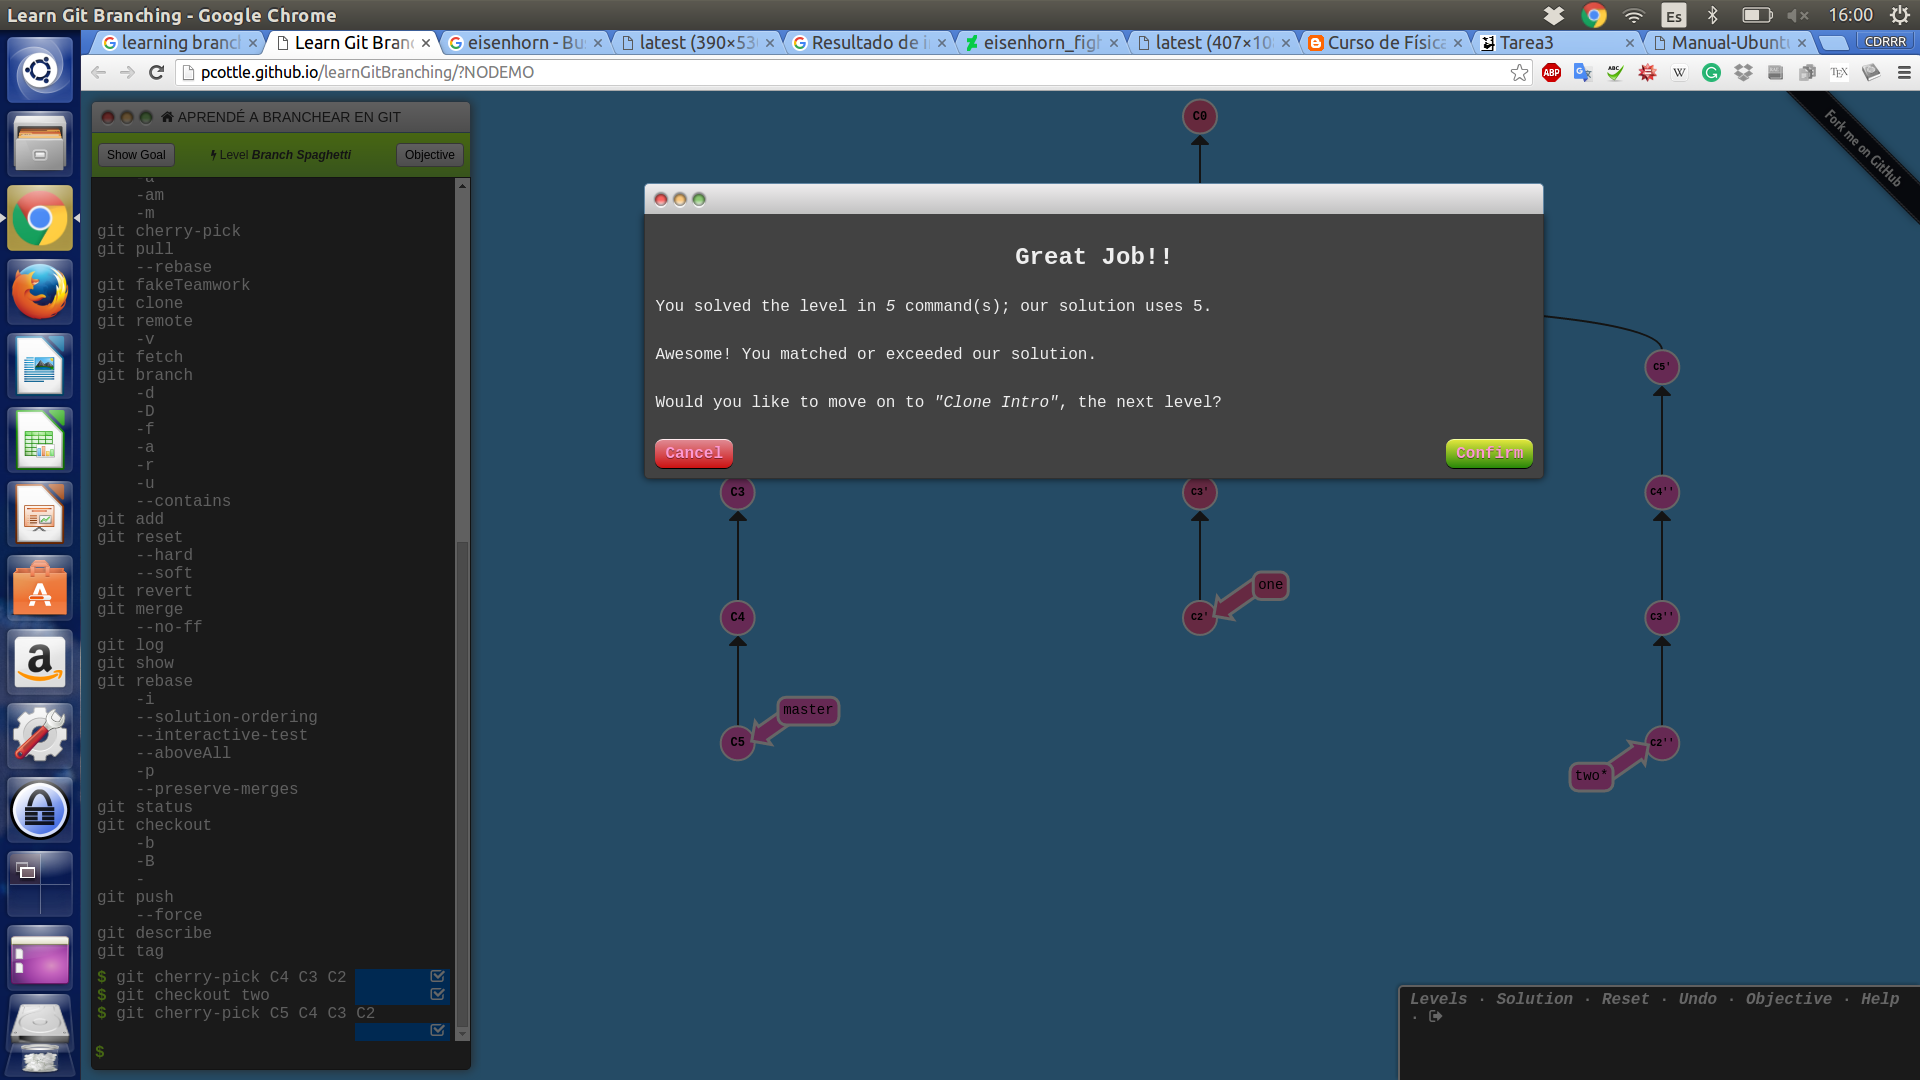 Learn Git Branching - Google Chrome
Es
16:00
learning branc
Learn Git Bran
eisenhorn - Bu
latest (390×53
Resultado de i
eisenhorn_figh
latest (407×10
Curso de Física
Tarea3
Manual-Ubunt
CDRRR
pcottle.github.io/learnGitBranching/?NODEMO
ABP
ABC
W
TEX
APRENDÉ A BRANCHEAR EN GIT
Show Goal
Level Branch Spaghetti
Objective
-a
-am
-m
git cherry-pick
git pull
--rebase
git fakeTeamwork
git clone
git remote
-v
git fetch
git branch
-d
-D
-f
-a
-r
-u
--contains
git add
git reset
--hard
--soft
git revert
git merge
--no-ff
git log
git show
git rebase
-i
--solution-ordering
--interactive-test
--aboveAll
-p
--preserve-merges
git status
git checkout
-b
-B
-
git push
--force
git describe
git tag
$ git cherry-pick C4 C3 C2
$ git checkout two
$ git cherry-pick C5 C4 C3 C2
$
C0
Fork me on GitHub
Great Job!!
You solved the level in 5 command(s); our solution uses 5.
Awesome! You matched or exceeded our solution.
Would you like to move on to "Clone Intro", the next level?
Cancel
Confirm
C5'
C3
C3'
C4''
one
C4
C2'
C3''
master
C5
C2''
two*
Levels · Solution · Reset · Undo · Objective · Help
·